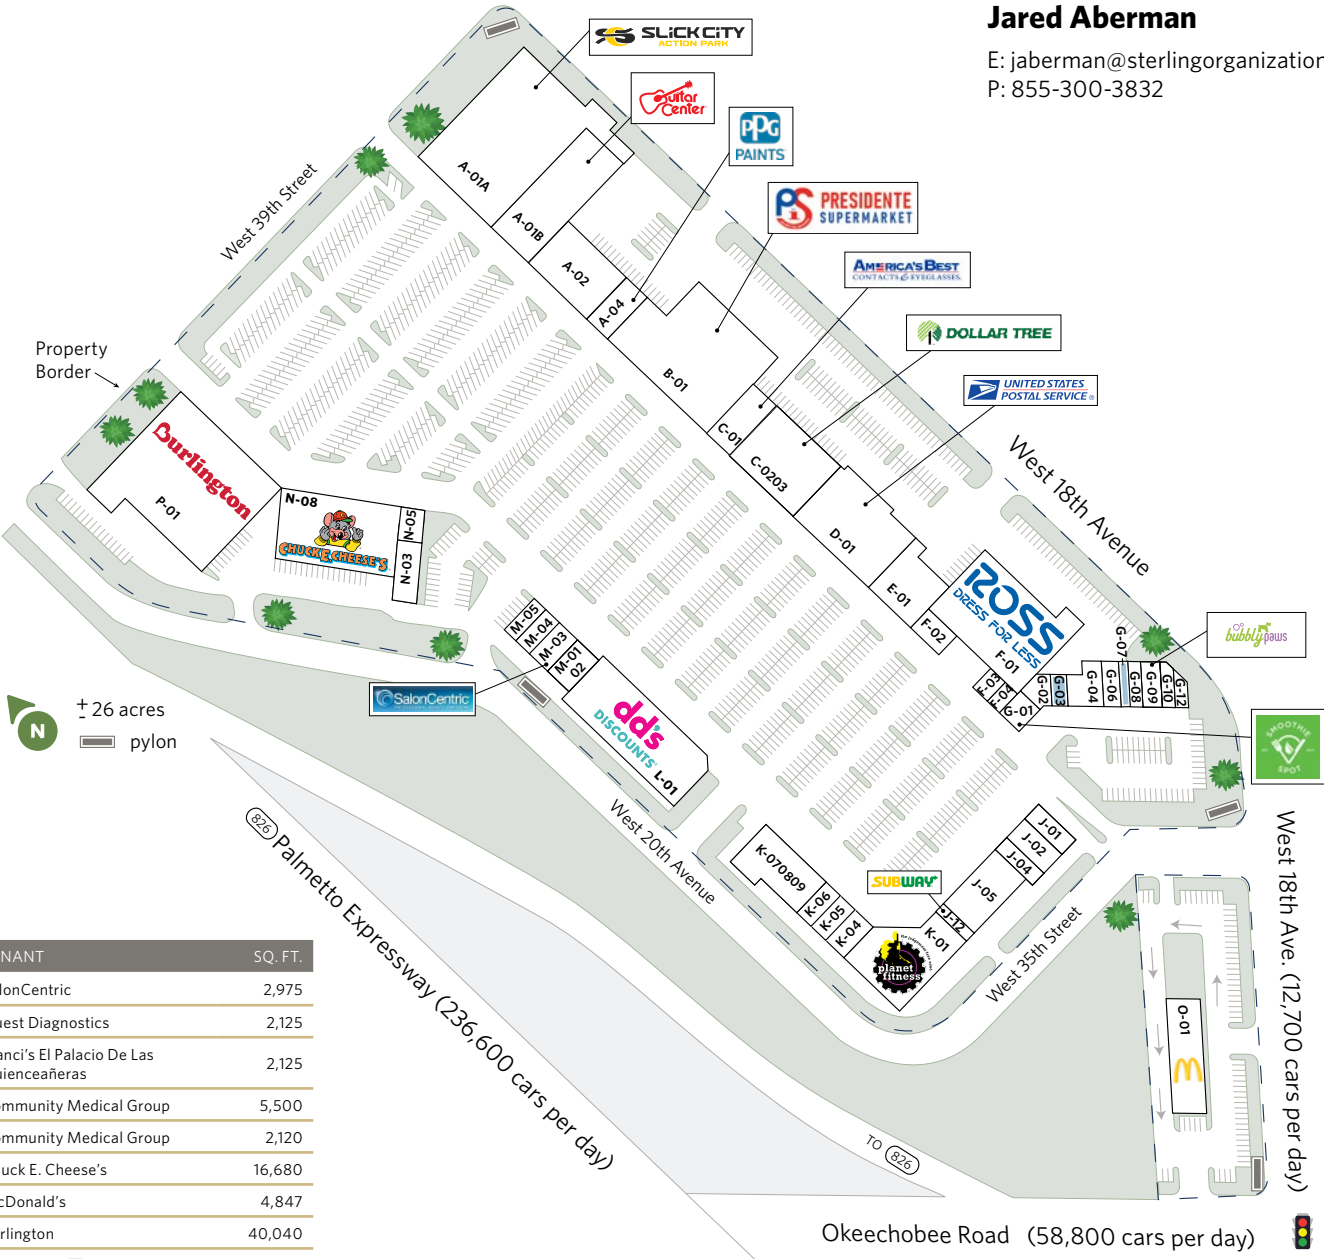 Jared Aberman
E: jaberman@sterlingorganization
P: 855-300-3832
SLICK CITY
ACTION PARK
Guitar
Center
PPG
PAINTS
PS PRESIDENTE
SUPERMARKET
AMERICA'S BEST
CONTACTS & EYEGLASSES
DOLLAR TREE
UNITED STATES
POSTAL SERVICE®
West 39th Street
A-01A
A-01B
A-02
A-04
B-01
C-01
C-0203
D-01
E-01
F-02
ROSS
DRESS FOR LESS
F-01
F-03
F-04
G-01
G-02
G-03
G-04
G-06
G-07
G-08
G-09
G-10
G-12
bubbly paws
SMOOTHIE
SPOT
West 18th Avenue
Property
Border
Burlington
P-01
N-08
CHUCK E. CHEESE'S
N-05
N-03
M-05
M-04
M-03
M-01
02
SalonCentric
dd's
DISCOUNTS
L-01
N
± 26 acres
pylon
West 20th Avenue
K-070809
K-06
K-05
K-04
planet
fitness
K-01
SUBWAY
J-12
J-05
J-04
J-02
J-01
West 35th Street
826 Palmetto Expressway (236,600 cars per day)
West 18th Ave. (12,700 cars per day)
O-01
TO 826
Okeechobee Road (58,800 cars per day)
NANT SQ. FT.
lonCentric 2,975
uest Diagnostics 2,125
anci's El Palacio De Las
uienceañeras 2,125
ommunity Medical Group 5,500
ommunity Medical Group 2,120
uck E. Cheese's 16,680
cDonald's 4,847
rlington 40,040